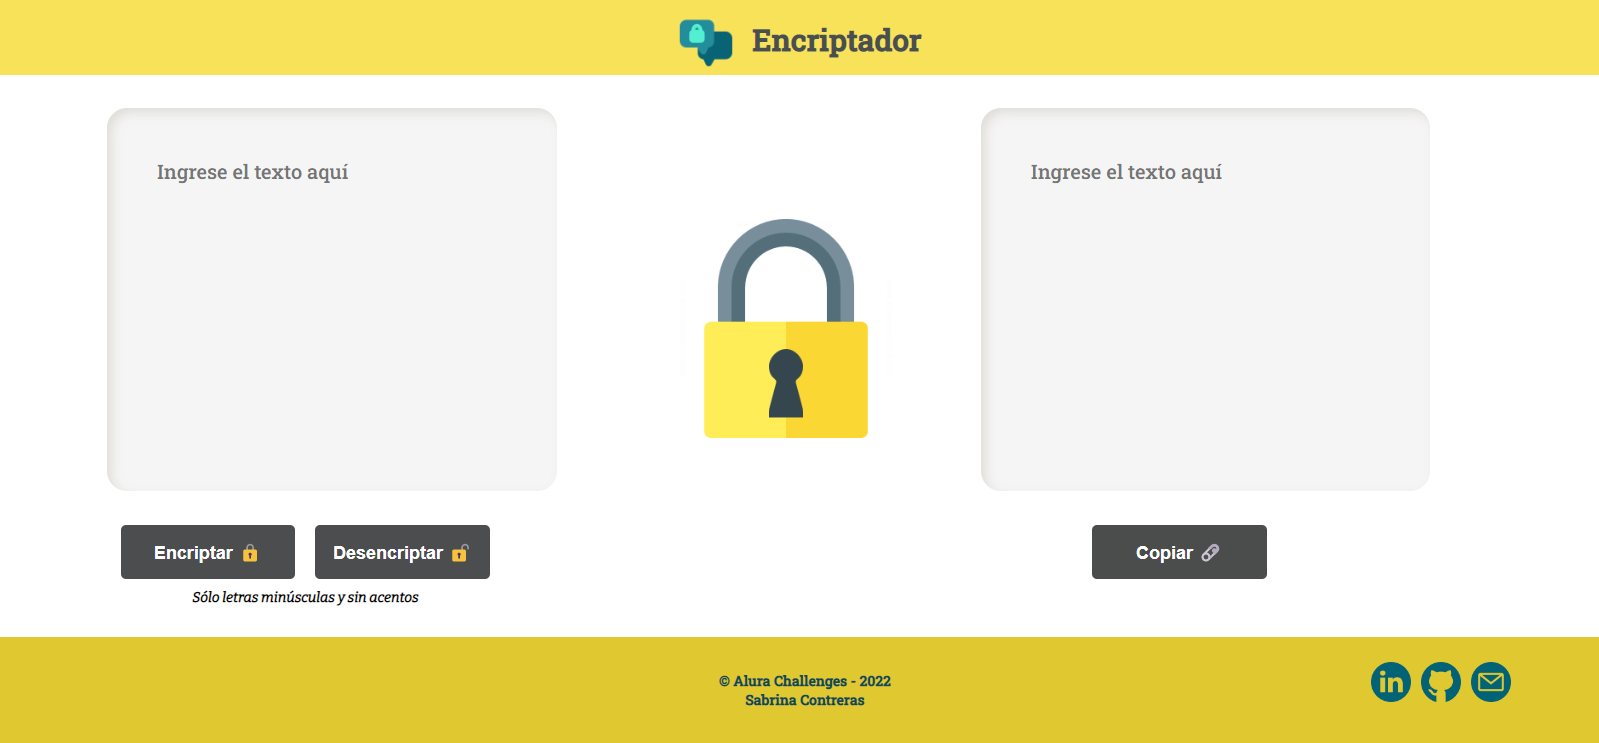 Encriptador
Ingrese el texto aquí
Ingrese el texto aquí
Encriptar
Desencriptar
Copiar
Sólo letras minúsculas y sin acentos
© Alura Challenges - 2022
Sabrina Contreras
in